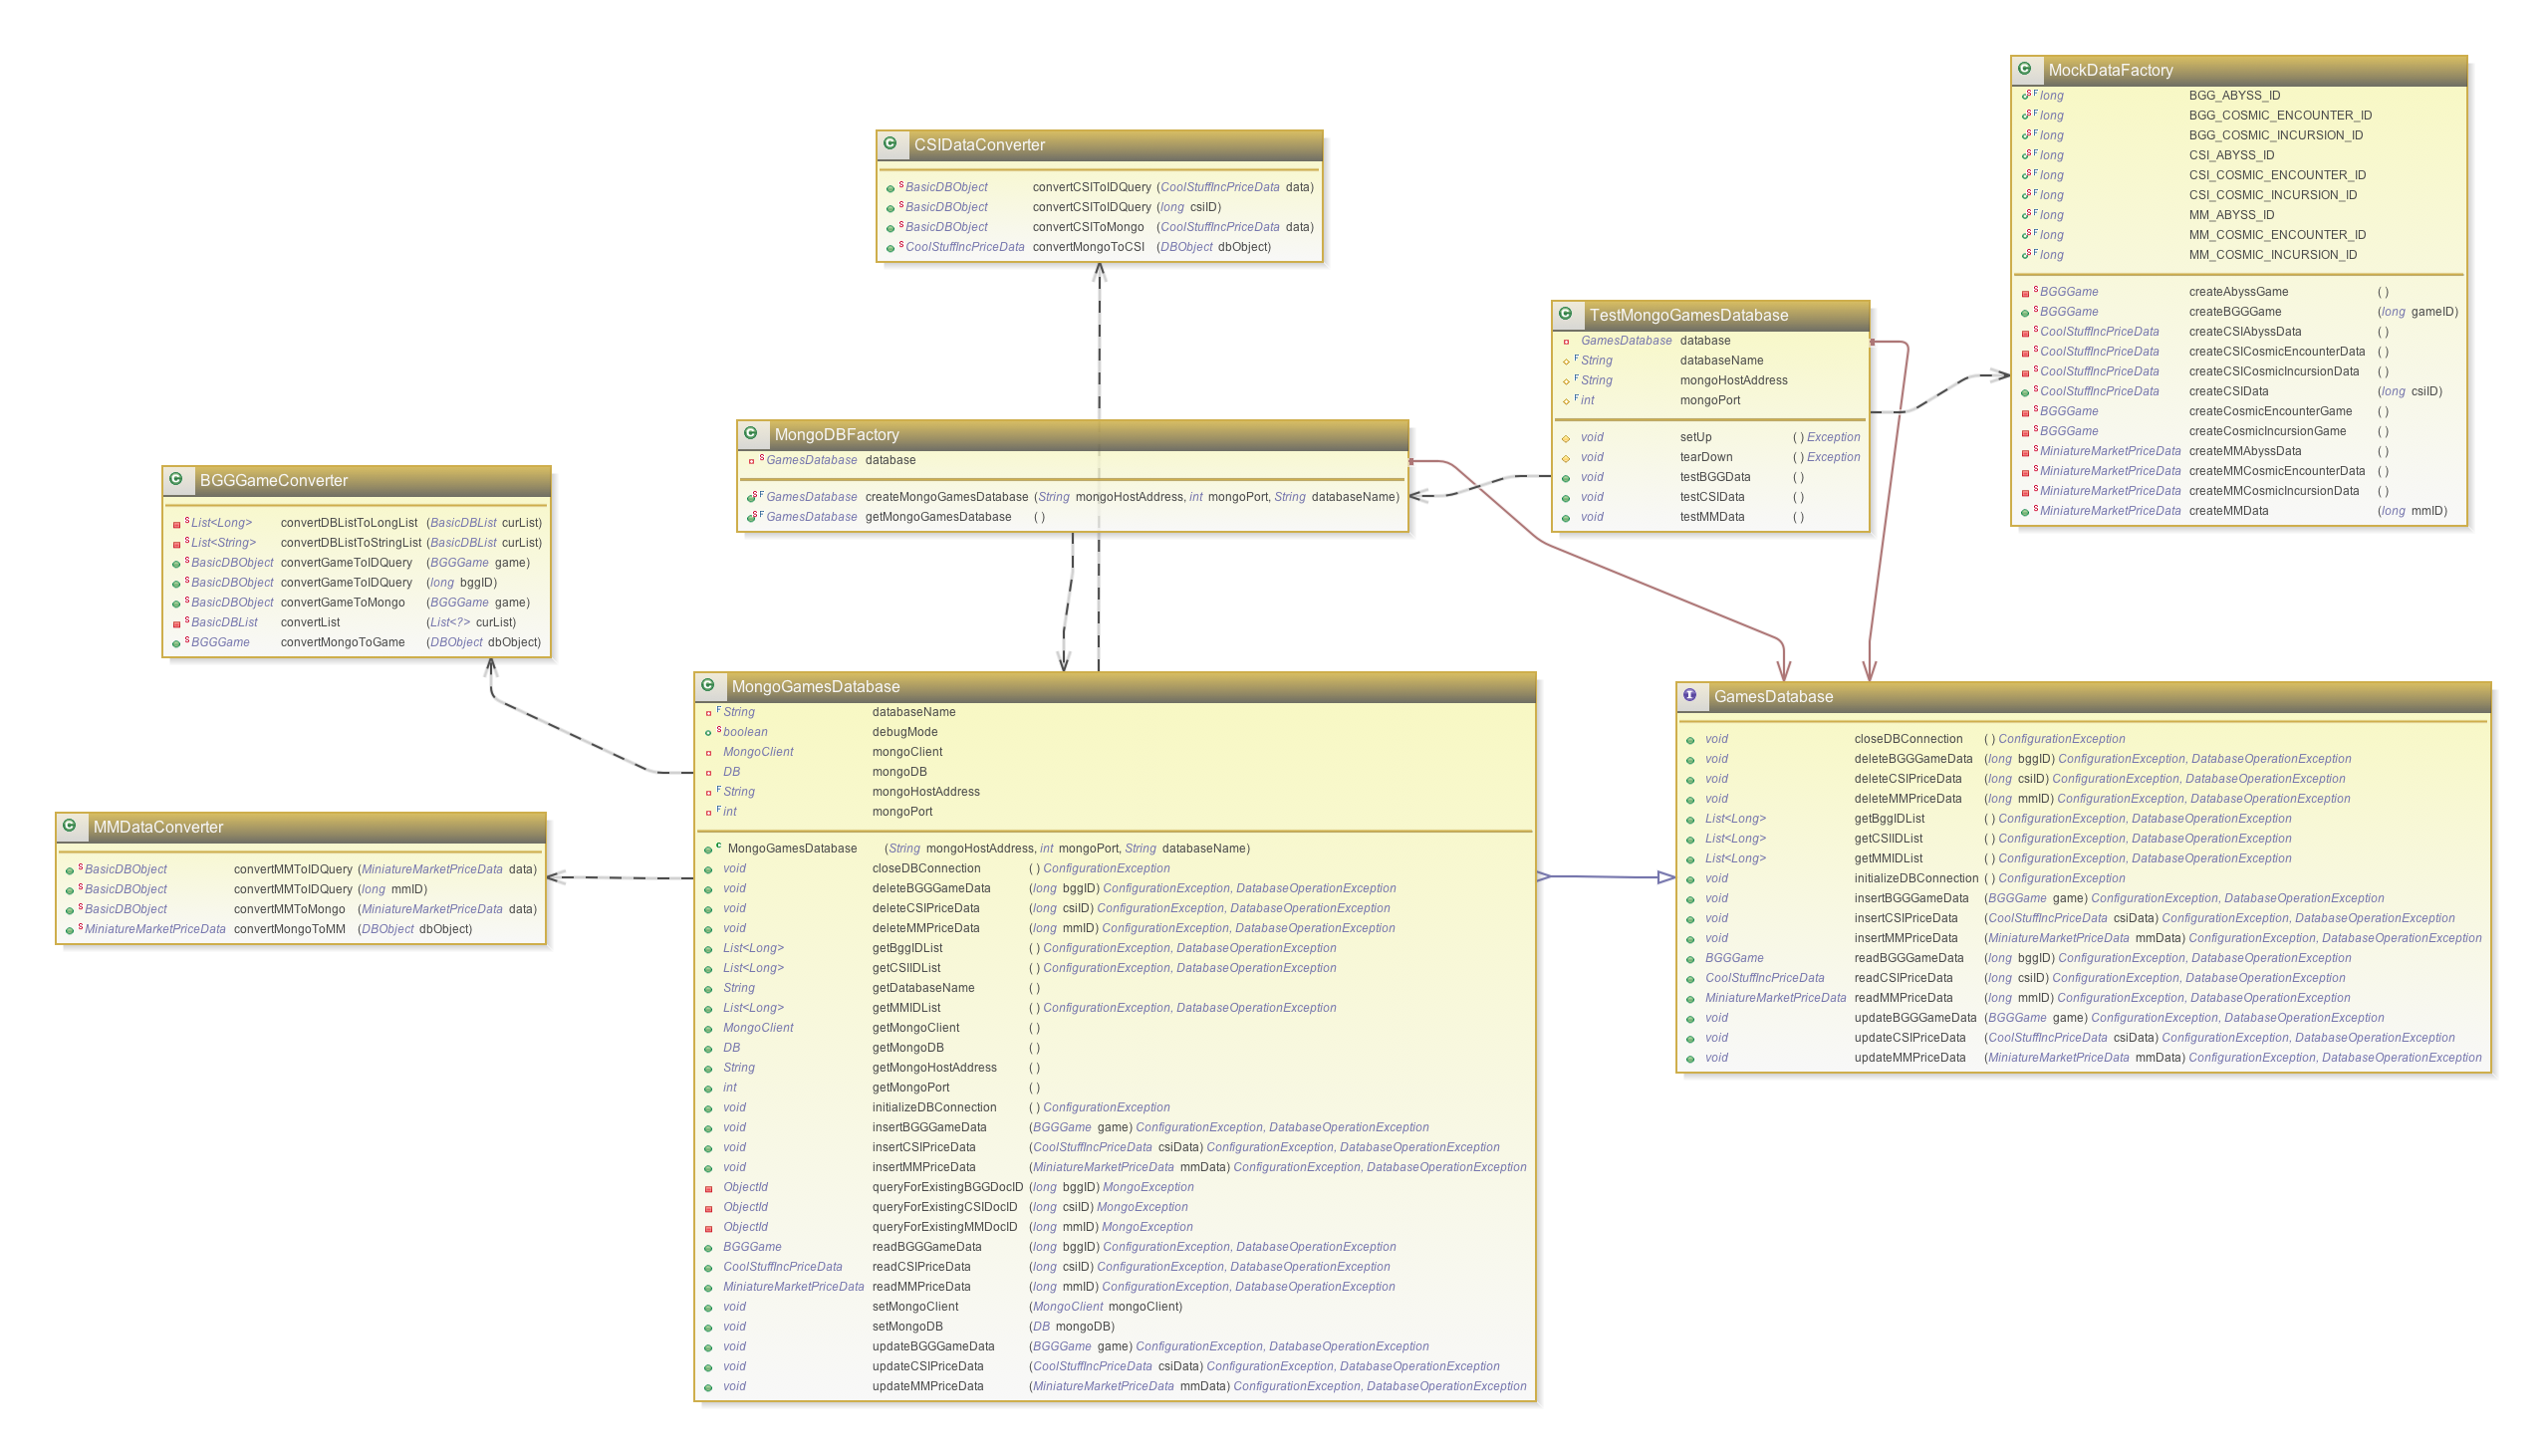 MockDataFactory
long BGG_ABYSS_ID
long BGG_COSMIC_ENCOUNTER_ID
long BGG_COSMIC_INCURSION_ID
long CSI_ABYSS_ID
long CSI_COSMIC_ENCOUNTER_ID
long CSI_COSMIC_INCURSION_ID
long MM_ABYSS_ID
long MM_COSMIC_ENCOUNTER_ID
long MM_COSMIC_INCURSION_ID
BGGGame createAbyssGame ( )
BGGGame createBGGGame (long gameID)
CoolStuffIncPriceData createCSIAbyssData ( )
CoolStuffIncPriceData createCSICosmicEncounterData ( )
CoolStuffIncPriceData createCSICosmicIncursionData ( )
CoolStuffIncPriceData createCSIData (long csiID)
BGGGame createCosmicEncounterGame ( )
BGGGame createCosmicIncursionGame ( )
MiniatureMarketPriceData createMMAbyssData ( )
MiniatureMarketPriceData createMMCosmicEncounterData ( )
MiniatureMarketPriceData createMMCosmicIncursionData ( )
MiniatureMarketPriceData createMMData (long mmID)
CSIDataConverter
BasicDBObject convertCSIToIDQuery (CoolStuffIncPriceData data)
BasicDBObject convertCSIToIDQuery (long csiID)
BasicDBObject convertCSIToMongo (CoolStuffIncPriceData data)
CoolStuffIncPriceData convertMongoToCSI (DBObject dbObject)
TestMongoGamesDatabase
GamesDatabase database
String databaseName
String mongoHostAddress
int mongoPort
void setUp ( ) Exception
void tearDown ( ) Exception
void testBGGData ( )
void testCSIData ( )
void testMMData ( )
MongoDBFactory
GamesDatabase database
GamesDatabase createMongoGamesDatabase (String mongoHostAddress, int mongoPort, String databaseName)
GamesDatabase getMongoGamesDatabase ( )
BGGGameConverter
List<Long> convertDBListToLongList (BasicDBList curList)
List<String> convertDBListToStringList (BasicDBList curList)
BasicDBObject convertGameToIDQuery (BGGGame game)
BasicDBObject convertGameToIDQuery (long bggID)
BasicDBObject convertGameToMongo (BGGGame game)
BasicDBList convertList (List<?> curList)
BGGGame convertMongoToGame (DBObject dbObject)
MongoGamesDatabase
String databaseName
boolean debugMode
MongoClient mongoClient
DB mongoDB
String mongoHostAddress
int mongoPort
MongoGamesDatabase (String mongoHostAddress, int mongoPort, String databaseName)
void closeDBConnection ( ) ConfigurationException
void deleteBGGGameData (long bggID) ConfigurationException, DatabaseOperationException
void deleteCSIPriceData (long csiID) ConfigurationException, DatabaseOperationException
void deleteMMPriceData (long mmID) ConfigurationException, DatabaseOperationException
List<Long> getBggIDList ( ) ConfigurationException, DatabaseOperationException
List<Long> getCSIIDList ( ) ConfigurationException, DatabaseOperationException
String getDatabaseName ( )
List<Long> getMMIDList ( ) ConfigurationException, DatabaseOperationException
MongoClient getMongoClient ( )
DB getMongoDB ( )
String getMongoHostAddress ( )
int getMongoPort ( )
void initializeDBConnection ( ) ConfigurationException
void insertBGGGameData (BGGGame game) ConfigurationException, DatabaseOperationException
void insertCSIPriceData (CoolStuffIncPriceData csiData) ConfigurationException, DatabaseOperationException
void insertMMPriceData (MiniatureMarketPriceData mmData) ConfigurationException, DatabaseOperationException
ObjectId queryForExistingBGGDocID (long bggID) MongoException
ObjectId queryForExistingCSIDocID (long csiID) MongoException
ObjectId queryForExistingMMDocID (long mmID) MongoException
BGGGame readBGGGameData (long bggID) ConfigurationException, DatabaseOperationException
CoolStuffIncPriceData readCSIPriceData (long csiID) ConfigurationException, DatabaseOperationException
MiniatureMarketPriceData readMMPriceData (long mmID) ConfigurationException, DatabaseOperationException
void setMongoClient (MongoClient mongoClient)
void setMongoDB (DB mongoDB)
void updateBGGGameData (BGGGame game) ConfigurationException, DatabaseOperationException
void updateCSIPriceData (CoolStuffIncPriceData csiData) ConfigurationException, DatabaseOperationException
void updateMMPriceData (MiniatureMarketPriceData mmData) ConfigurationException, DatabaseOperationException
GamesDatabase
void closeDBConnection ( ) ConfigurationException
void deleteBGGGameData (long bggID) ConfigurationException, DatabaseOperationException
void deleteCSIPriceData (long csiID) ConfigurationException, DatabaseOperationException
void deleteMMPriceData (long mmID) ConfigurationException, DatabaseOperationException
List<Long> getBggIDList ( ) ConfigurationException, DatabaseOperationException
List<Long> getCSIIDList ( ) ConfigurationException, DatabaseOperationException
List<Long> getMMIDList ( ) ConfigurationException, DatabaseOperationException
void initializeDBConnection ( ) ConfigurationException
void insertBGGGameData (BGGGame game) ConfigurationException, DatabaseOperationException
void insertCSIPriceData (CoolStuffIncPriceData csiData) ConfigurationException, DatabaseOperationException
void insertMMPriceData (MiniatureMarketPriceData mmData) ConfigurationException, DatabaseOperationException
BGGGame readBGGGameData (long bggID) ConfigurationException, DatabaseOperationException
CoolStuffIncPriceData readCSIPriceData (long csiID) ConfigurationException, DatabaseOperationException
MiniatureMarketPriceData readMMPriceData (long mmID) ConfigurationException, DatabaseOperationException
void updateBGGGameData (BGGGame game) ConfigurationException, DatabaseOperationException
void updateCSIPriceData (CoolStuffIncPriceData csiData) ConfigurationException, DatabaseOperationException
void updateMMPriceData (MiniatureMarketPriceData mmData) ConfigurationException, DatabaseOperationException
MMDataConverter
BasicDBObject convertMMToIDQuery (MiniatureMarketPriceData data)
BasicDBObject convertMMToIDQuery (long mmID)
BasicDBObject convertMMToMongo (MiniatureMarketPriceData data)
MiniatureMarketPriceData convertMongoToMM (DBObject dbObject)